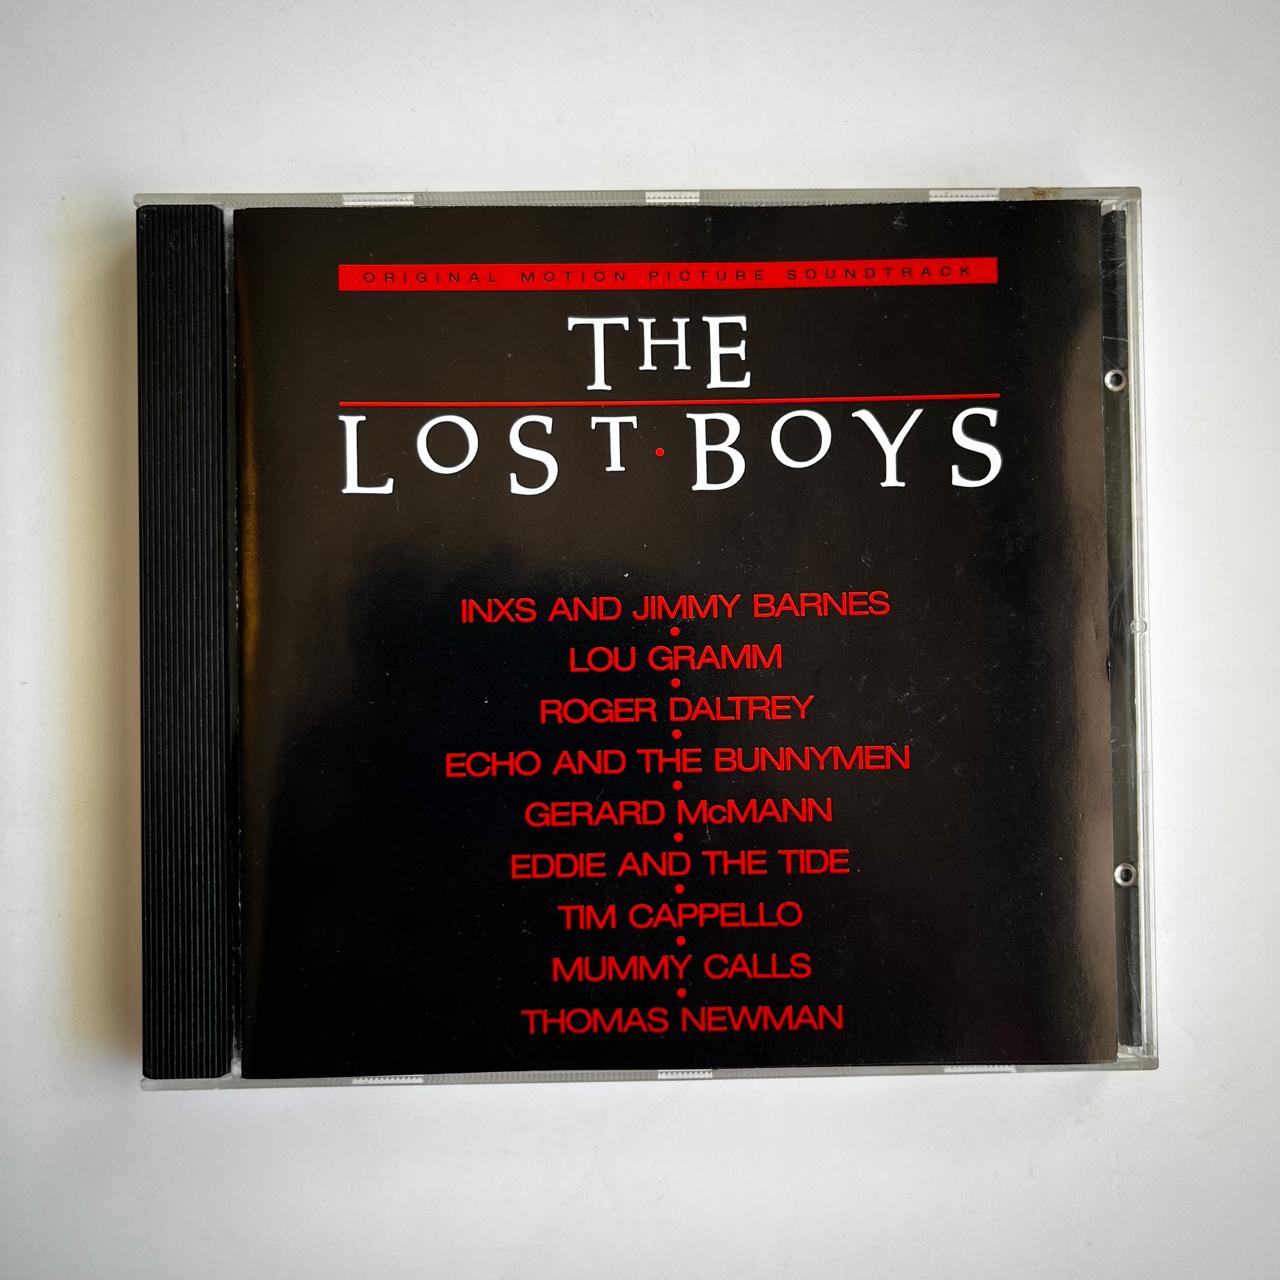 ORIGINAL MOTION PICTURE SOUNDTRACK
THE
LOST·BOYS
INXS AND JIMMY BARNES
•
LOU GRAMM
•
ROGER DALTREY
•
ECHO AND THE BUNNYMEN
•
GERARD McMANN
•
EDDIE AND THE TIDE
•
TIM CAPPELLO
•
MUMMY CALLS
•
THOMAS NEWMAN